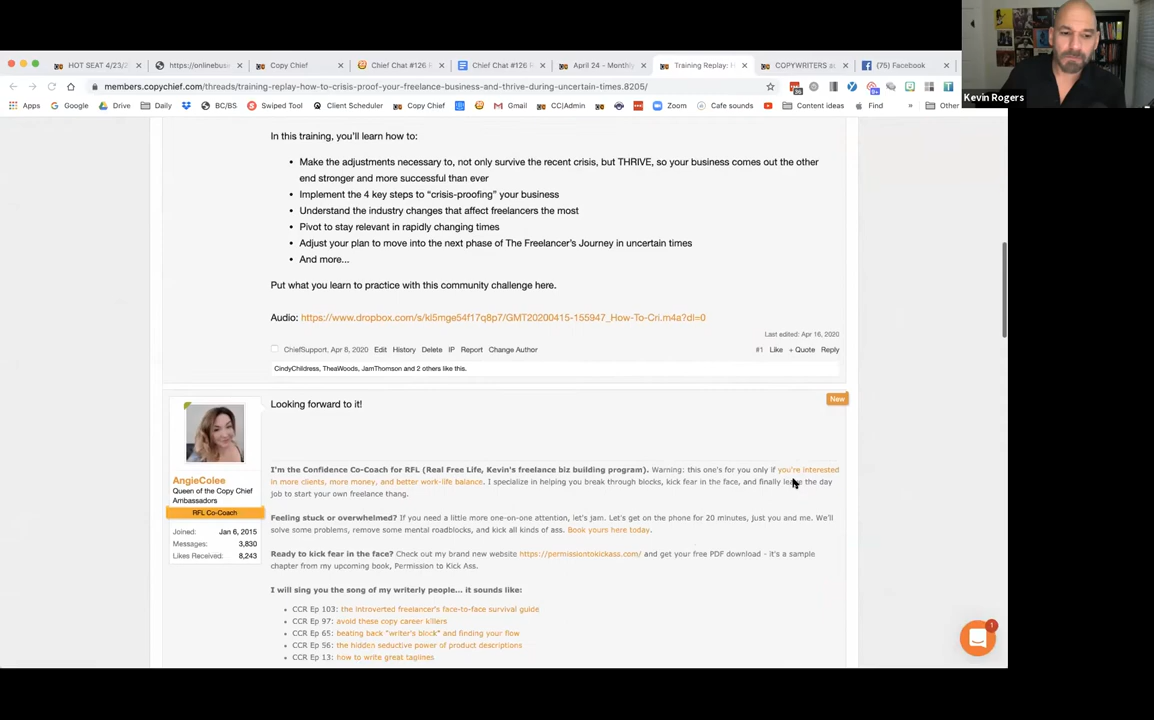 HOT SEAT 4/23/2
https://onlinebus
Copy Chief
Chief Chat #126 R
Chief Chat #126 R
April 24 - Monthly
Training Replay: H
COPYWRITERS a
(75) Facebook
members.copychief.com/threads/training-replay-how-to-crisis-proof-your-freelance-business-and-thrive-during-uncertain-times.8205/
Kevin Rogers
Apps Google Drive Daily BC/BS Swiped Tool Client Scheduler Copy Chief Gmail CC|Admin Zoom Cafe sounds Content ideas Find » Other
In this training, you'll learn how to:
• Make the adjustments necessary to, not only survive the recent crisis, but THRIVE, so your business comes out the other
end stronger and more successful than ever
• Implement the 4 key steps to “crisis-proofing” your business
• Understand the industry changes that affect freelancers the most
• Pivot to stay relevant in rapidly changing times
• Adjust your plan to move into the next phase of The Freelancer's Journey in uncertain times
• And more...
Put what you learn to practice with this community challenge here.
Audio: https://www.dropbox.com/s/kl5mge54f17q8p7/GMT20200415-155947_How-To-Cri.m4a?dl=0
Last edited: Apr 16, 2020
ChiefSupport, Apr 8, 2020 Edit History Delete IP Report Change Author #1 Like + Quote Reply
CindyChildress, TheaWoods, JamThomson and 2 others like this.
Looking forward to it!
New
AngieColee
Queen of the Copy Chief
Ambassadors
RFL Co-Coach
Joined: Jan 6, 2015
Messages: 3,830
Likes Received: 8,243
I'm the Confidence Co-Coach for RFL (Real Free Life, Kevin's freelance biz building program). Warning: this one's for you only if you're interested
in more clients, more money, and better work-life balance. I specialize in helping you break through blocks, kick fear in the face, and finally leave the day
job to start your own freelance thang.
Feeling stuck or overwhelmed? If you need a little more one-on-one attention, let's jam. Let's get on the phone for 20 minutes, just you and me. We'll
solve some problems, remove some mental roadblocks, and kick all kinds of ass. Book yours here today.
Ready to kick fear in the face? Check out my brand new website https://permissiontokickass.com/ and get your free PDF download - it's a sample
chapter from my upcoming book, Permission to Kick Ass.
I will sing you the song of my writerly people... it sounds like:
• CCR Ep 103: the introverted freelancer's face-to-face survival guide
• CCR Ep 97: avoid these copy career killers
• CCR Ep 65: beating back "writer's block" and finding your flow
• CCR Ep 56: the hidden seductive power of product descriptions
• CCR Ep 13: how to write great taglines
1